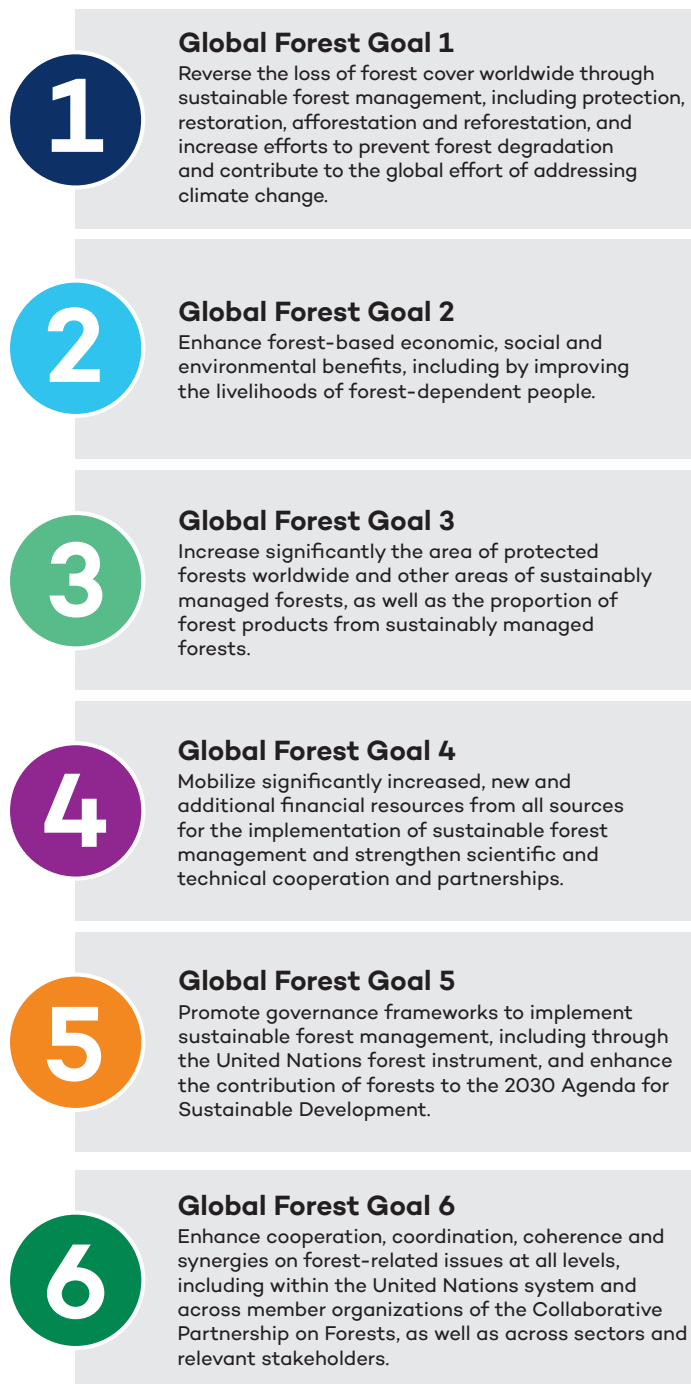 1
Global Forest Goal 1
Reverse the loss of forest cover worldwide through
sustainable forest management, including protection,
restoration, afforestation and reforestation, and
increase efforts to prevent forest degradation
and contribute to the global effort of addressing
climate change.
2
Global Forest Goal 2
Enhance forest-based economic, social and
environmental benefits, including by improving
the livelihoods of forest-dependent people.
3
Global Forest Goal 3
Increase significantly the area of protected
forests worldwide and other areas of sustainably
managed forests, as well as the proportion of
forest products from sustainably managed
forests.
4
Global Forest Goal 4
Mobilize significantly increased, new and
additional financial resources from all sources
for the implementation of sustainable forest
management and strengthen scientific and
technical cooperation and partnerships.
5
Global Forest Goal 5
Promote governance frameworks to implement
sustainable forest management, including through
the United Nations forest instrument, and enhance
the contribution of forests to the 2030 Agenda for
Sustainable Development.
6
Global Forest Goal 6
Enhance cooperation, coordination, coherence and
synergies on forest-related issues at all levels,
including within the United Nations system and
across member organizations of the Collaborative
Partnership on Forests, as well as across sectors and
relevant stakeholders.